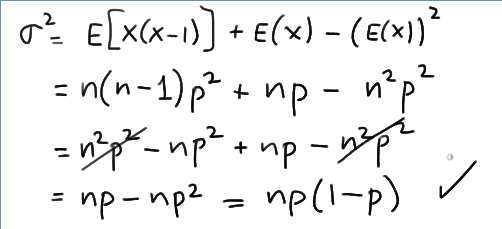 σ² = E[X(X-1)] + E(X) - (E(X))²
= n(n-1)p² + np - n²p²
= n²p² - np² + np - n²p²
= np - np² = np(1-p) ✓